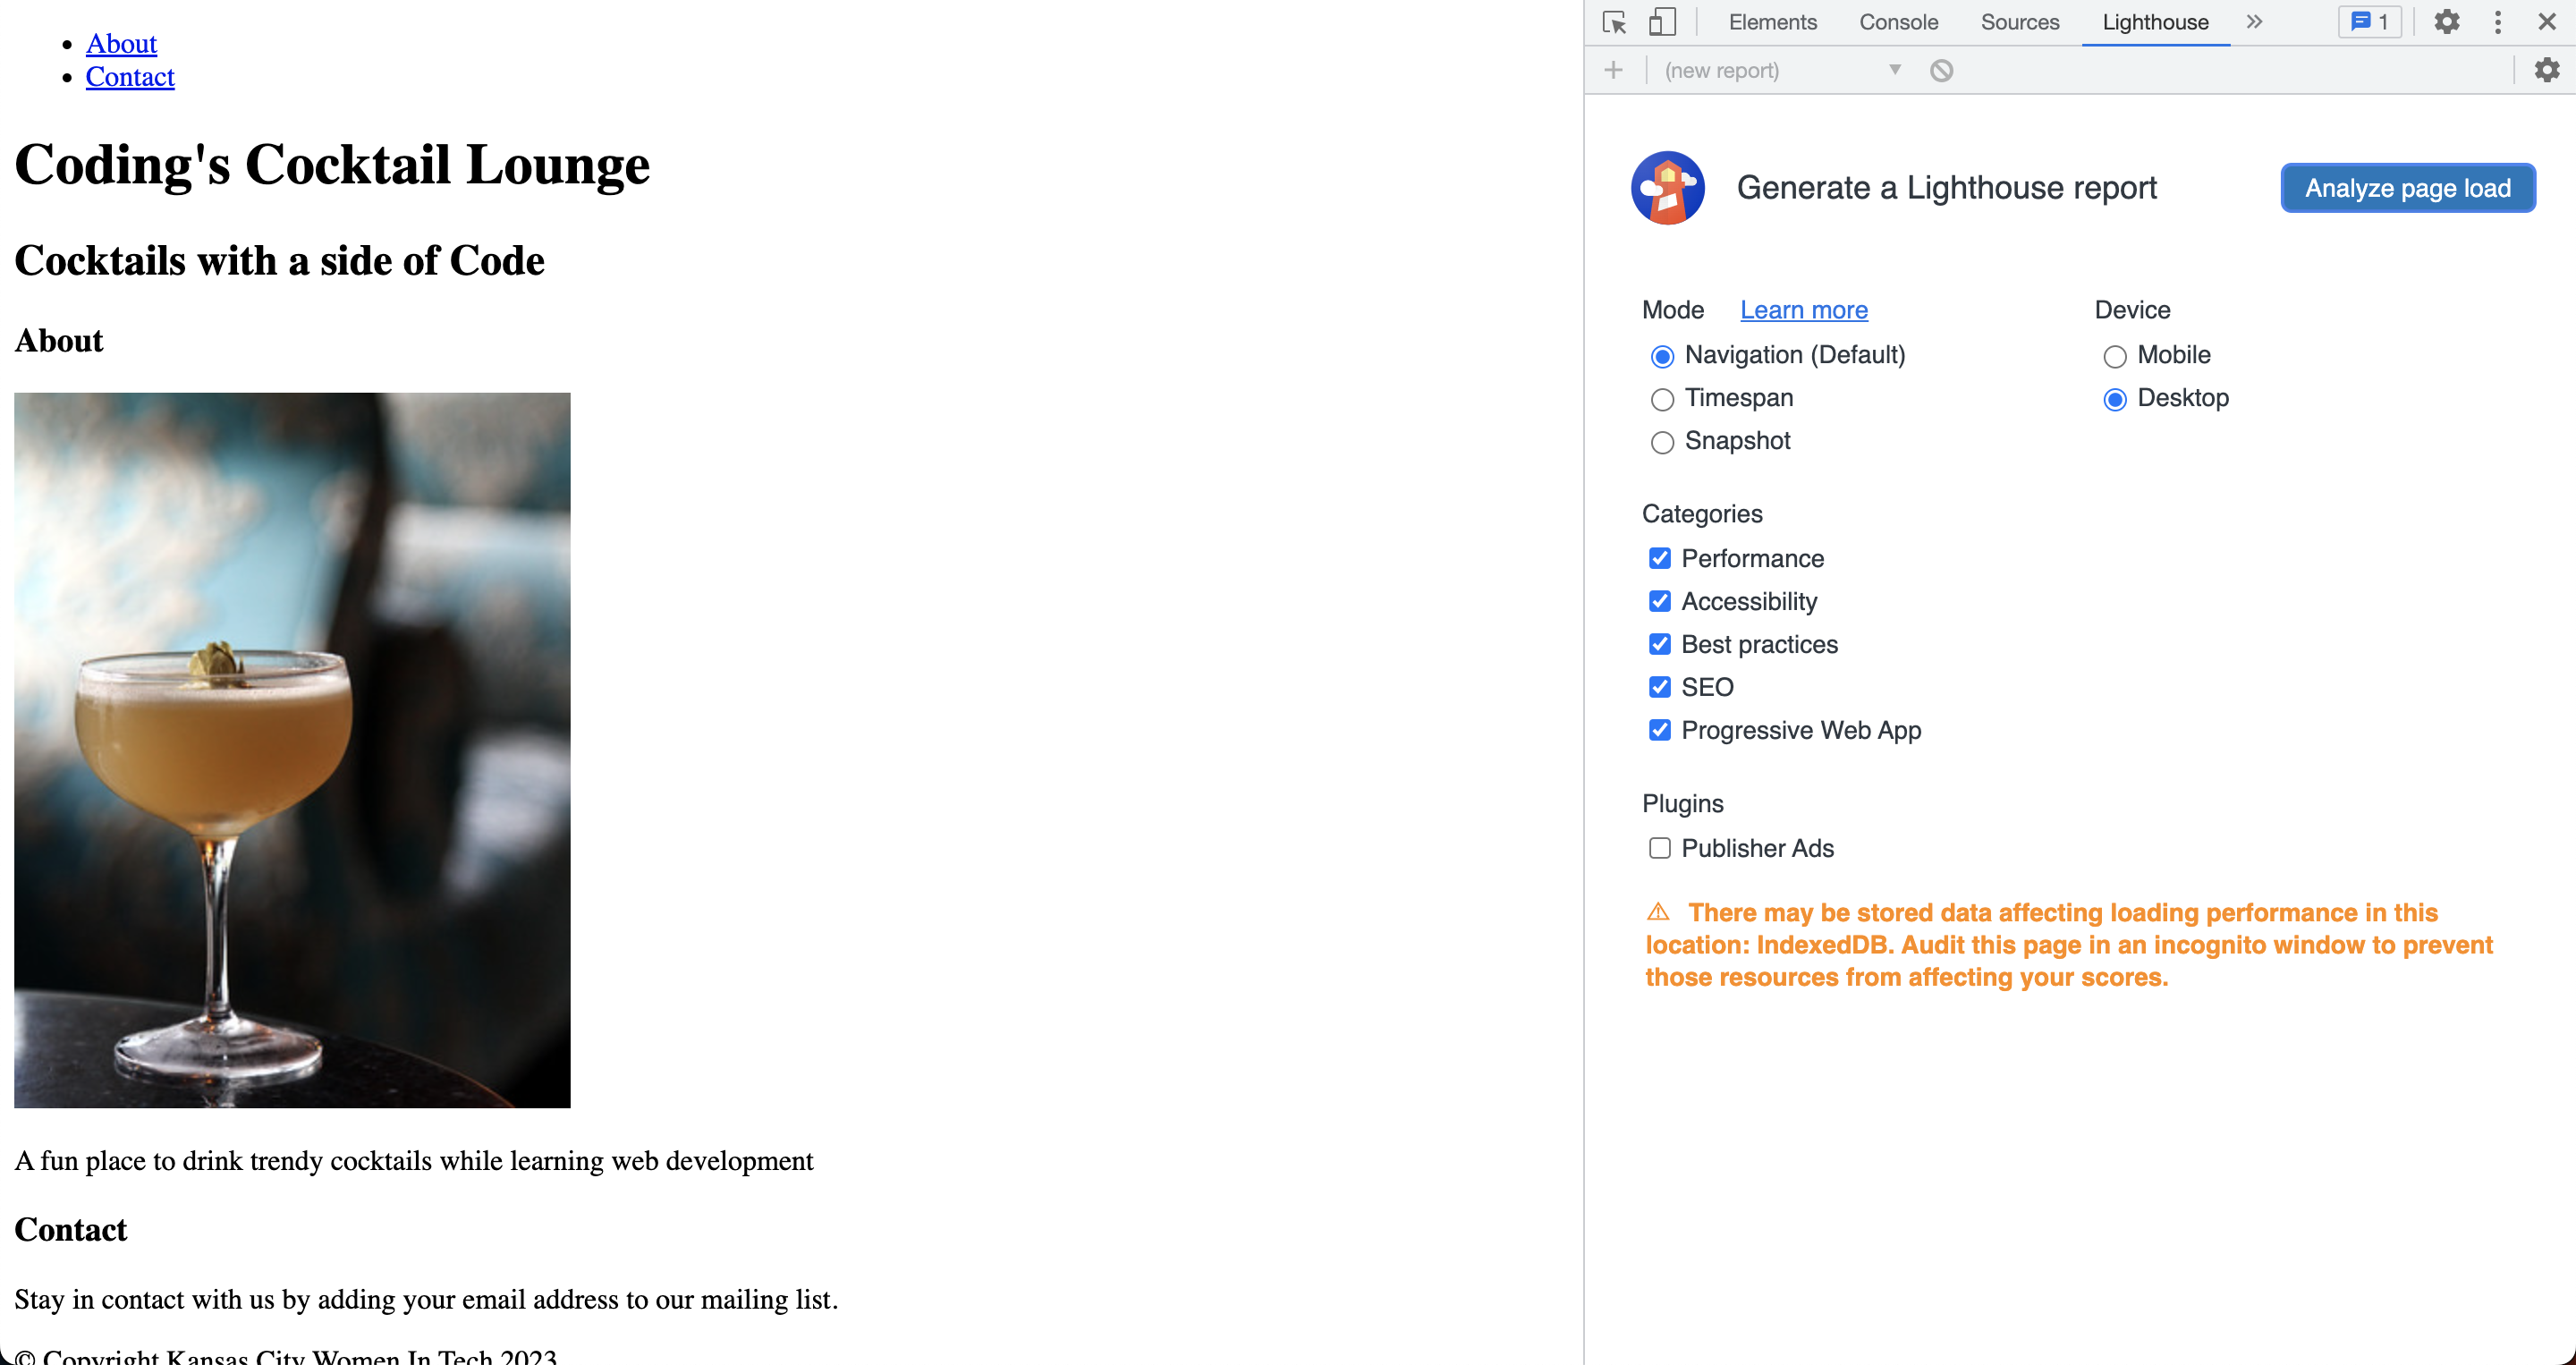 About
Contact
Coding's Cocktail Lounge
Cocktails with a side of Code
About
A fun place to drink trendy cocktails while learning web development
Contact
Stay in contact with us by adding your email address to our mailing list.
© Copyright Kansas City Women In Tech 2023
Elements Console Sources Lighthouse 1
(new report)
Generate a Lighthouse report Analyze page load
Mode Learn more Device
Navigation (Default) Mobile
Timespan Desktop
Snapshot
Categories
Performance
Accessibility
Best practices
SEO
Progressive Web App
Plugins
Publisher Ads
There may be stored data affecting loading performance in this
location: IndexedDB. Audit this page in an incognito window to prevent
those resources from affecting your scores.